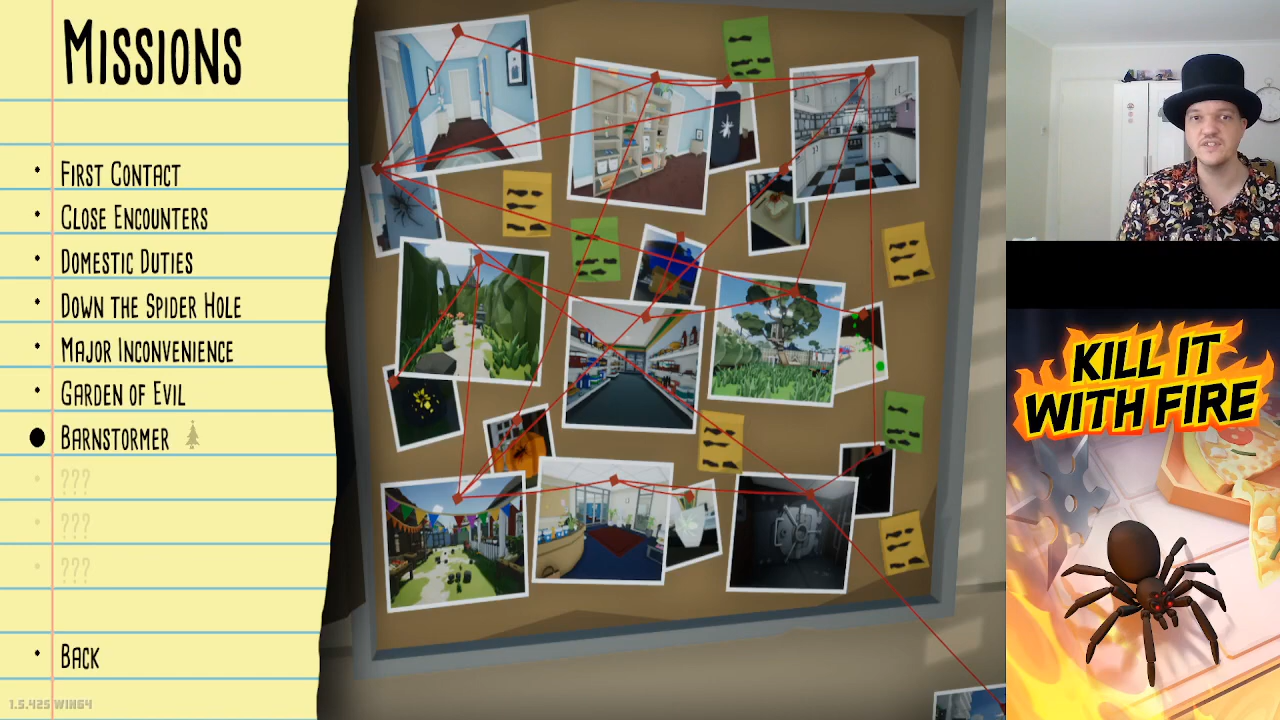 MISSIONS
FIRST CONTACT
CLOSE ENCOUNTERS
DOMESTIC DUTIES
DOWN THE SPIDER HOLE
MAJOR INCONVENIENCE
GARDEN OF EVIL
BARNSTORMER
???
???
???
BACK
1.5.425 WIN64
KILL IT
WITH FIRE